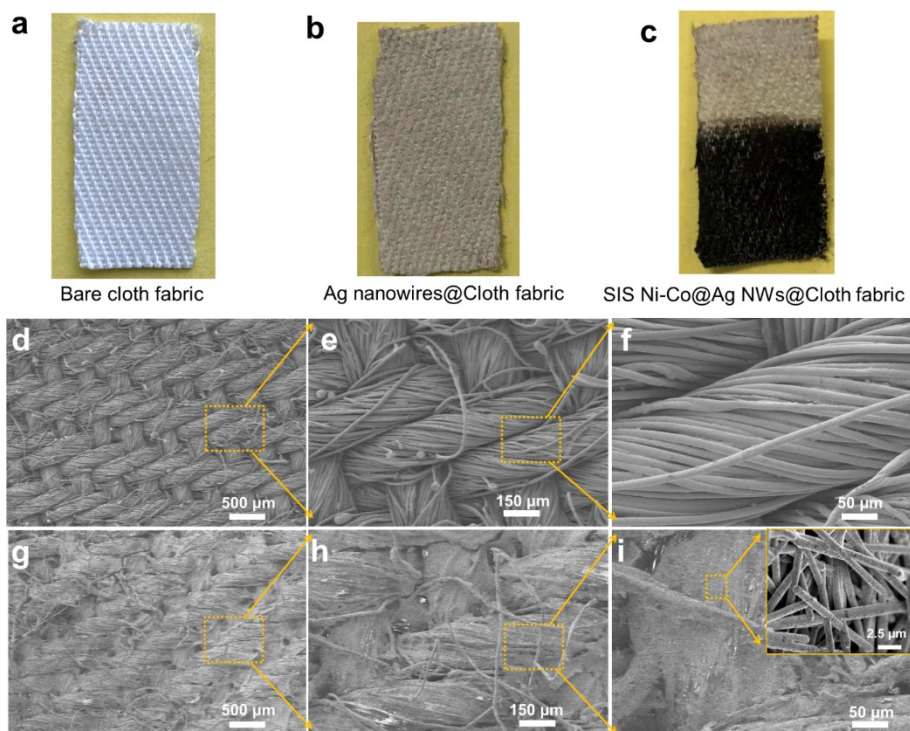 a
b
c
Bare cloth fabric
Ag nanowires@Cloth fabric
SIS Ni-Co@Ag NWs@Cloth fabric
d
e
f
500 µm
150 µm
50 µm
g
h
i
2.5 µm
500 µm
150 µm
50 µm